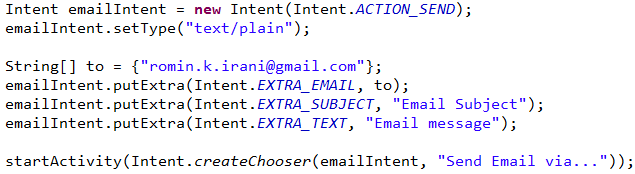 Intent emailIntent = new Intent(Intent.ACTION_SEND);
emailIntent.setType("text/plain");
String[] to = {"romin.k.irani@gmail.com"};
emailIntent.putExtra(Intent.EXTRA_EMAIL, to);
emailIntent.putExtra(Intent.EXTRA_SUBJECT, "Email Subject");
emailIntent.putExtra(Intent.EXTRA_TEXT, "Email message");
startActivity(Intent.createChooser(emailIntent, "Send Email via..."));